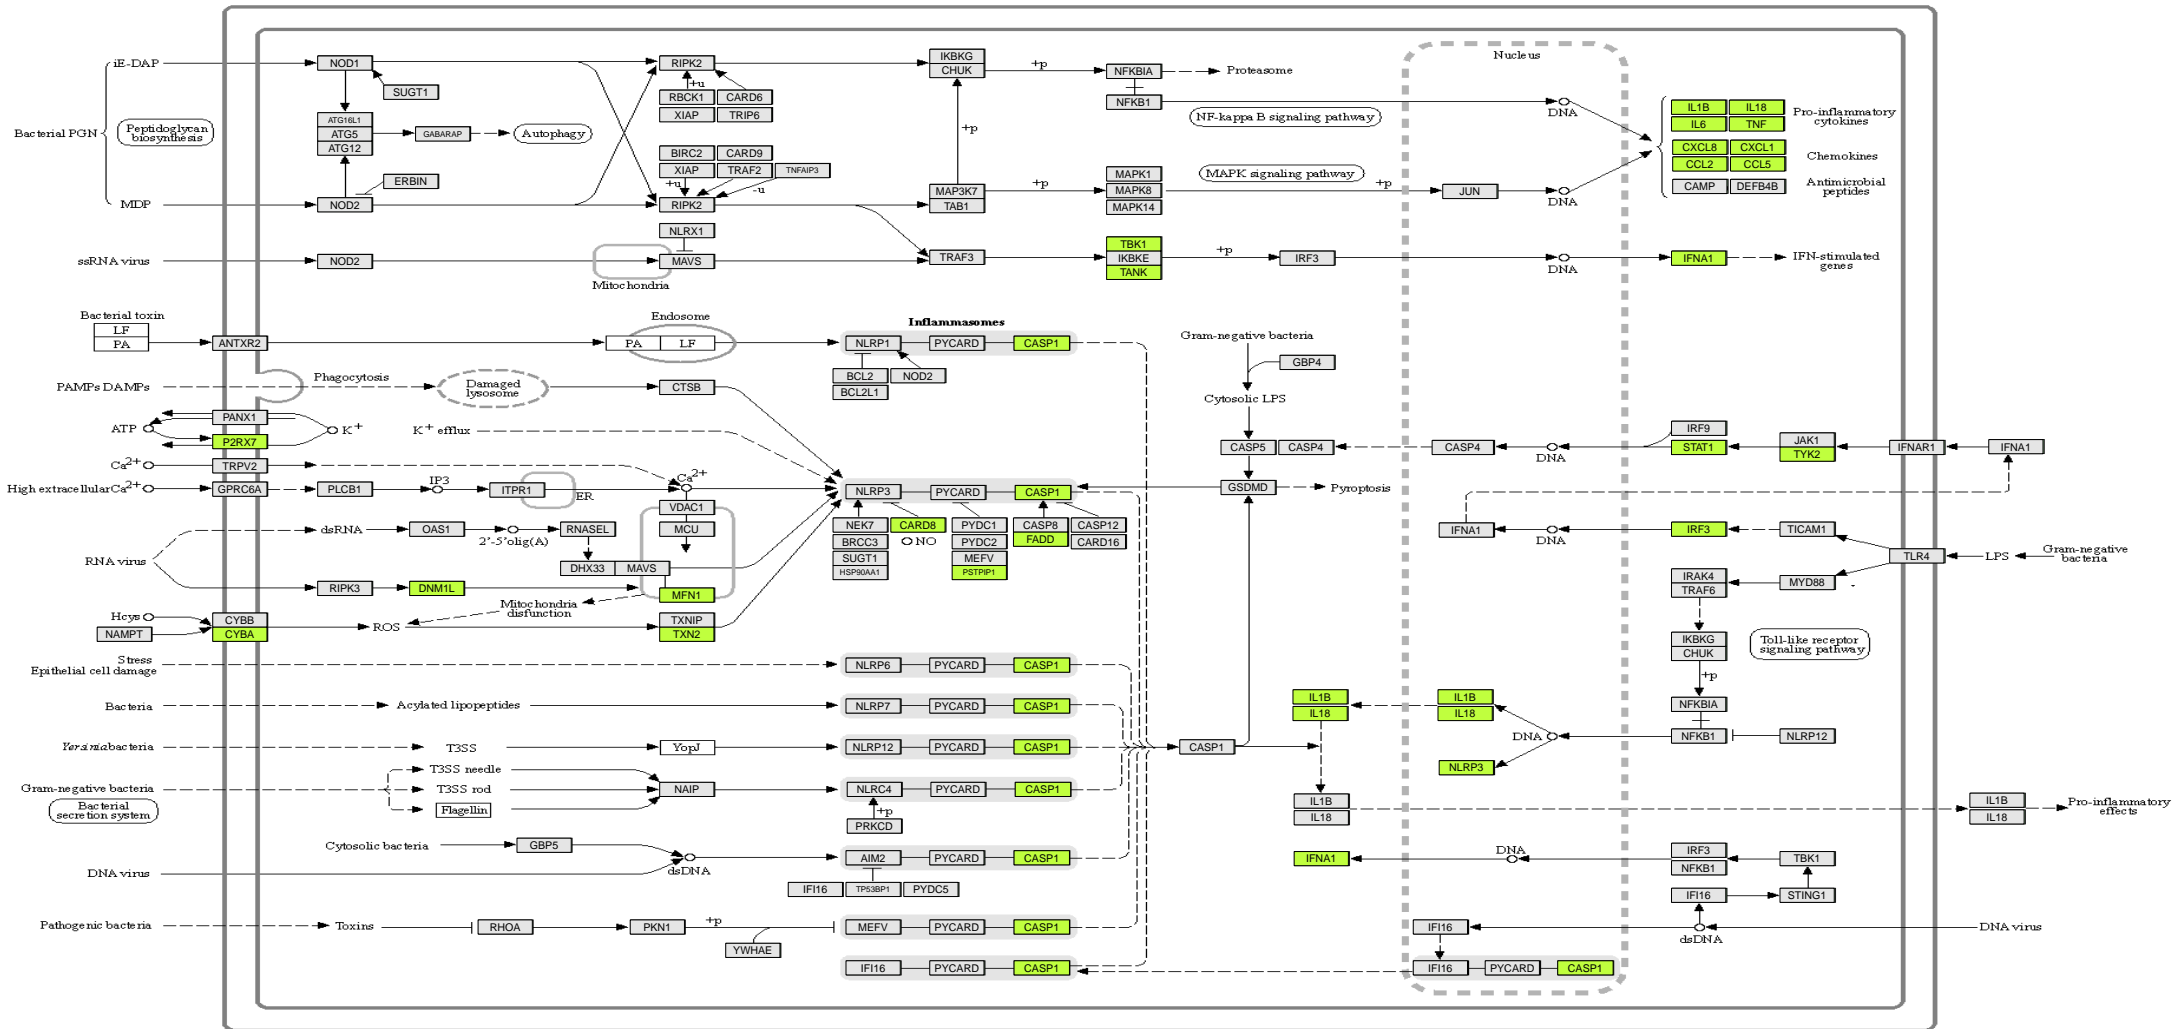 Nucleus
iE-DAP
NOD1
SUGT1
RIPK2
+u
RBCK1 CARD6
XIAP TRIP6
IKBKG
CHUK
+p
NFKBIA
Proteasome
NFKB1
DNA
NF-kappa B signaling pathway
IL1B IL18
IL6 TNF
Pro-inflammatory
cytokines
CXCL8 CXCL1
CCL2 CCL5
Chemokines
CAMP DEFB4B
Antimicrobial
peptides
Bacterial PGN
Peptidoglycan
biosynthesis
ATG16L1
ATG5
ATG12
GABARAP
Autophagy
ERBIN
BIRC2 CARD9
XIAP TRAF2 TNFAIP3
+u
-u
+p
MAPK signaling pathway
MDP
NOD2
RIPK2
MAP3K7
TAB1
+p
MAPK1
MAPK8
MAPK14
+p
JUN
DNA
NLRX1
ssRNA virus
NOD2
MAVS
Mitochondria
TRAF3
TBK1
IKBKE
TANK
+p
IRF3
DNA
IFNA1
IFN-stimulated
genes
Bacterial toxin
LF
PA
ANTXR2
Endosome
PA LF
Inflammasomes
NLRP1 PYCARD CASP1
BCL2 NOD2
BCL2L1
Gram-negative bacteria
GBP4
Cytosolic LPS
PAMPs DAMPs
Phagocytosis
Damaged
lysosome
CTSB
PANX1
ATP
P2RX7
K+
K+ efflux
CASP5 CASP4
CASP4
DNA
IRF9
STAT1
JAK1
TYK2
IFNAR1
IFNA1
Ca2+
TRPV2
Ca2+
High extracellular Ca2+
GPRC6A
PLCB1
IP3
ITPR1
ER
VDAC1
MCU
NLRP3 PYCARD CASP1
GSDMD
Pyroptosis
NEK7 CARD8 PYDC1 CASP8 CASP12
BRCC3 NO PYDC2 FADD CARD16
SUGT1 MEFV
HSP90AA1 PSTPIP1
IFNA1
DNA
IRF3
TICAM1
TLR4
LPS
Gram-negative
bacteria
RNA virus
dsRNA
OAS1
2'-5'olig(A)
RNASEL
DHX33 MAVS
RIPK3
DNM1L
MFN1
Mitochondria
disfunction
IRAK4
TRAF6
MYD88
-
Hcys
NAMPT
CYBB
CYBA
ROS
TXNIP
TXN2
IKBKG
CHUK
Toll-like receptor
signaling pathway
+p
Stress
Epithelial cell damage
NLRP6 PYCARD CASP1
Bacteria
Acylated lipopeptides
NLRP7 PYCARD CASP1
IL1B
IL18
IL1B
IL18
NFKBIA
Yersinia bacteria
T3SS
YopJ
NLRP12 PYCARD CASP1
CASP1
DNA
NFKB1
NLRP12
NLRP3
Gram-negative bacteria
Bacterial
secretion system
T3SS needle
T3SS rod
Flagellin
NAIP
NLRC4 PYCARD CASP1
+p
PRKCD
IL1B
IL18
IL1B
IL18
Pro-inflammatory
effects
Cytosolic bacteria
GBP5
DNA virus
dsDNA
AIM2 PYCARD CASP1
IFI16 TP53BP1 PYDC5
IFNA1
DNA
IRF3
NFKB1
TBK1
IFI16
STING1
Pathogenic bacteria
Toxins
RHOA
PKN1
+p
YWHAE
MEFV PYCARD CASP1
IFI16
dsDNA
DNA virus
IFI16 PYCARD CASP1
IFI16 PYCARD CASP1